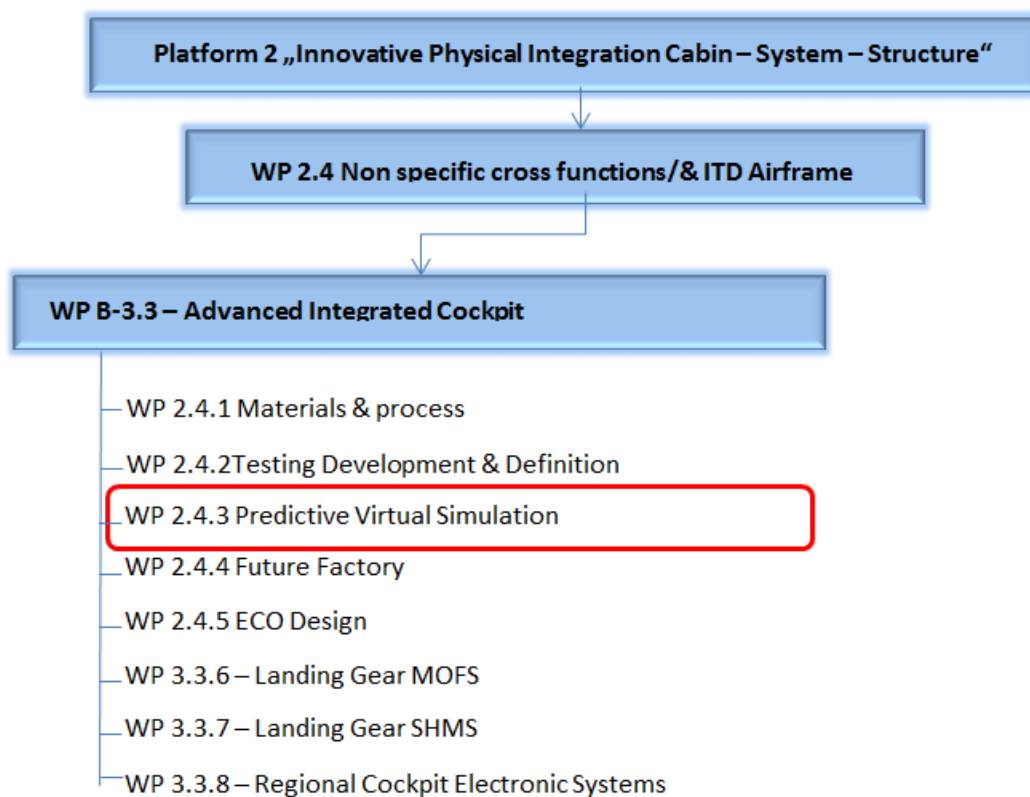 Platform 2 „Innovative Physical Integration Cabin – System – Structure“
WP 2.4 Non specific cross functions/& ITD Airframe
WP B-3.3 – Advanced Integrated Cockpit
WP 2.4.1 Materials & process
WP 2.4.2Testing Development & Definition
WP 2.4.3 Predictive Virtual Simulation
WP 2.4.4 Future Factory
WP 2.4.5 ECO Design
WP 3.3.6 – Landing Gear MOFS
WP 3.3.7 – Landing Gear SHMS
WP 3.3.8 – Regional Cockpit Electronic Systems